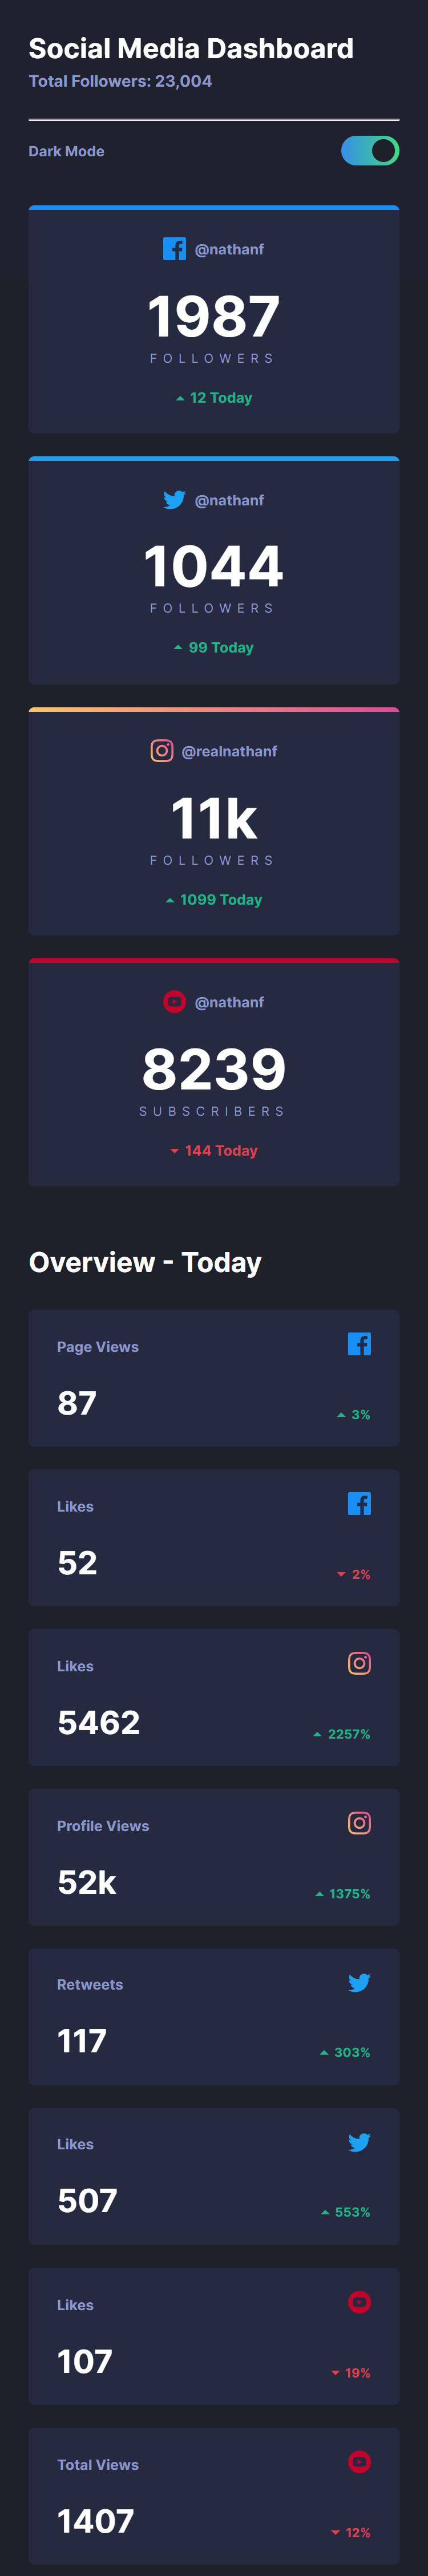 Social Media Dashboard
Total Followers: 23,004
Dark Mode
@nathanf
1987
FOLLOWERS
12 Today
@nathanf
1044
FOLLOWERS
99 Today
@realnathanf
11k
FOLLOWERS
1099 Today
@nathanf
8239
SUBSCRIBERS
144 Today
Overview - Today
Page Views
87
3%
Likes
52
2%
Likes
5462
2257%
Profile Views
52k
1375%
Retweets
117
303%
Likes
507
553%
Likes
107
19%
Total Views
1407
12%